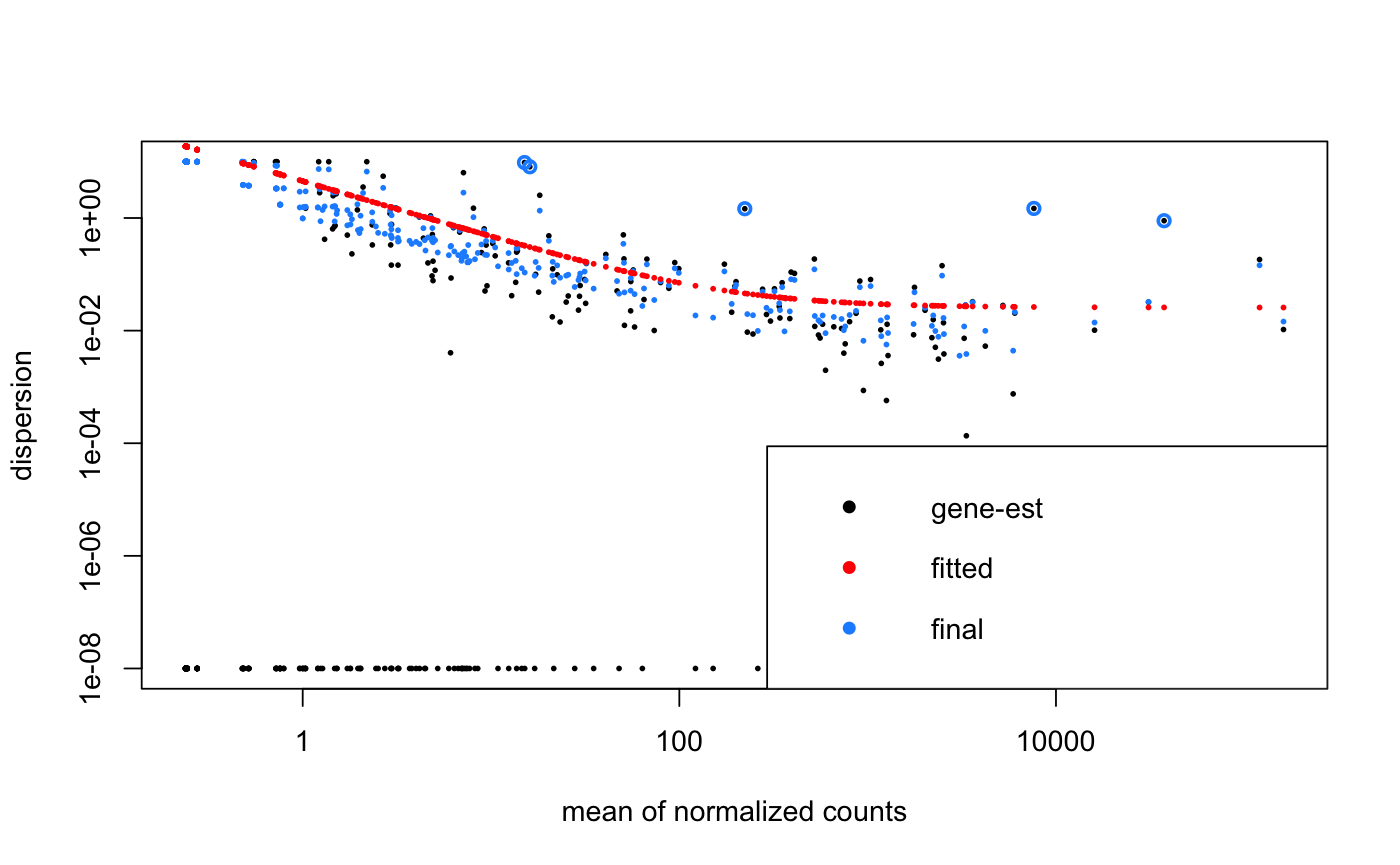 dispersion
1e+00
1e-02
1e-04
1e-06
1e-08
gene-est
fitted
final
1
100
10000
mean of normalized counts